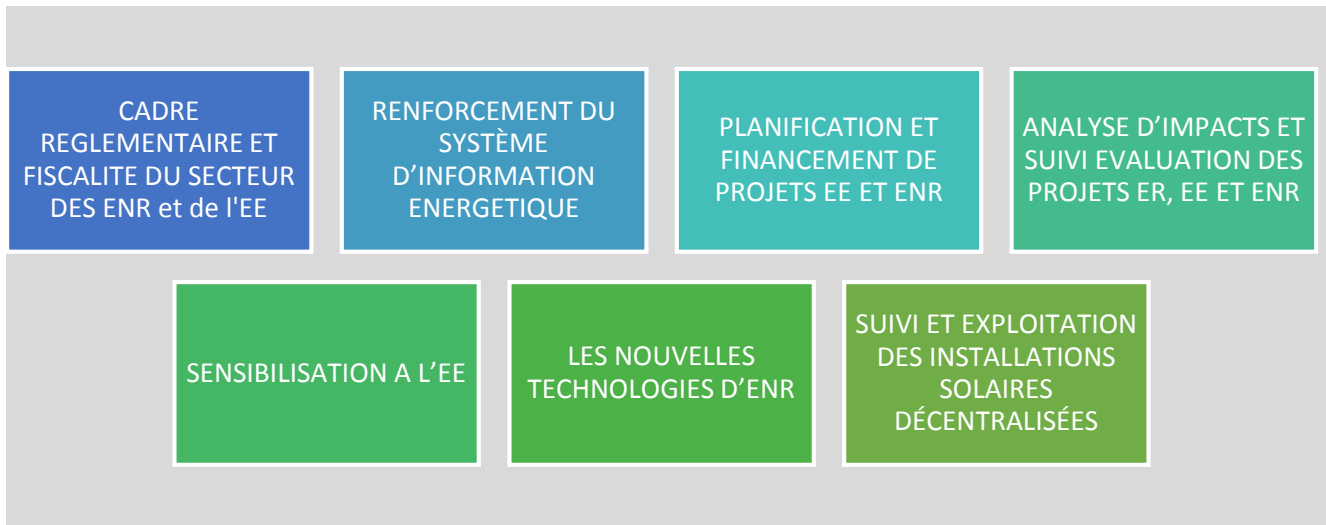 CADRE
REGLEMENTAIRE ET
FISCALITE DU SECTEUR
DES ENR et de l'EE
RENFORCEMENT DU
SYSTÈME
D’INFORMATION
ENERGETIQUE
PLANIFICATION ET
FINANCEMENT DE
PROJETS EE ET ENR
ANALYSE D’IMPACTS ET
SUIVI EVALUATION DES
PROJETS ER, EE ET ENR
SENSIBILISATION A L’EE
LES NOUVELLES
TECHNOLOGIES D’ENR
SUIVI ET EXPLOITATION
DES INSTALLATIONS
SOLAIRES
DÉCENTRALISÉES